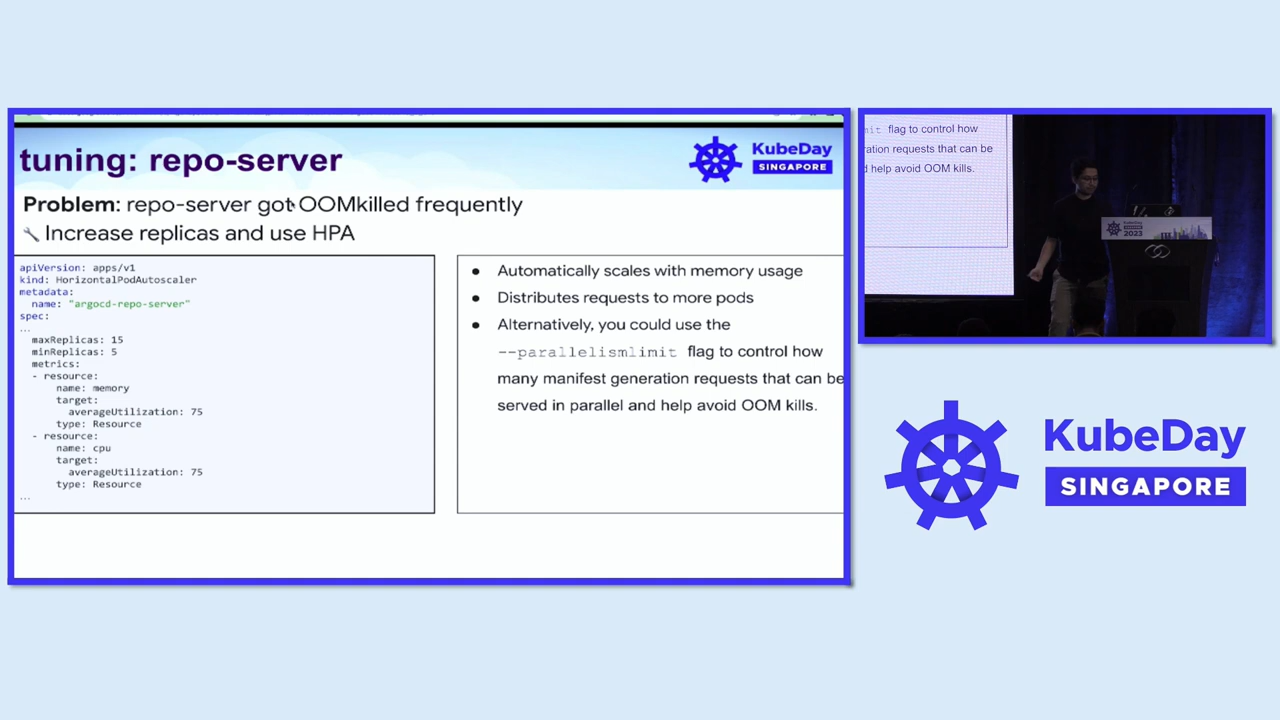 tuning: repo-server
KubeDay
SINGAPORE
Problem: repo-server got OOMkilled frequently
Increase replicas and use HPA
apiVersion: apps/v1
kind: HorizontalPodAutoscaler
metadata:
name: "argocd-repo-server"
spec:
...
maxReplicas: 15
minReplicas: 5
metrics:
- resource:
name: memory
target:
averageUtilization: 75
type: Resource
- resource:
name: cpu
target:
averageUtilization: 75
type: Resource
...
● Automatically scales with memory usage
● Distributes requests to more pods
● Alternatively, you could use the
--parallelismlimit flag to control how
many manifest generation requests that can be
served in parallel and help avoid OOM kills.
flag to control how
requests that can be
help avoid OOM kills.
KubeDay
2023
KubeDay
SINGAPORE